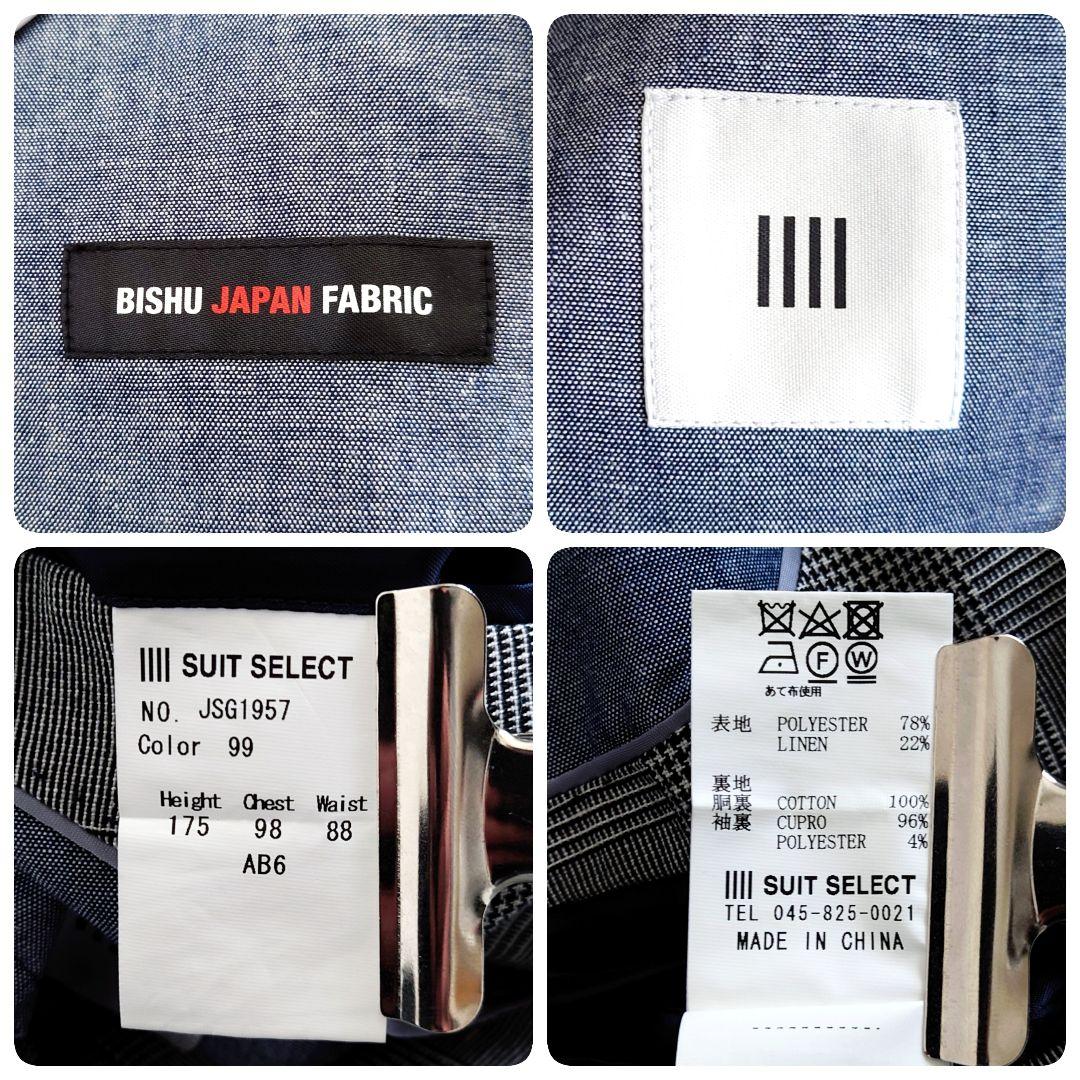 BISHU JAPAN FABRIC
SUIT SELECT
NO. JSG1957
Color 99
Height Chest Waist
175 98 88
AB6
F W
あて布使用
表地 POLYESTER 78%
LINEN 22%
裏地
胴裏 COTTON 100%
袖裏 CUPRO 96%
POLYESTER 4%
SUIT SELECT
TEL 045-825-0021
MADE IN CHINA